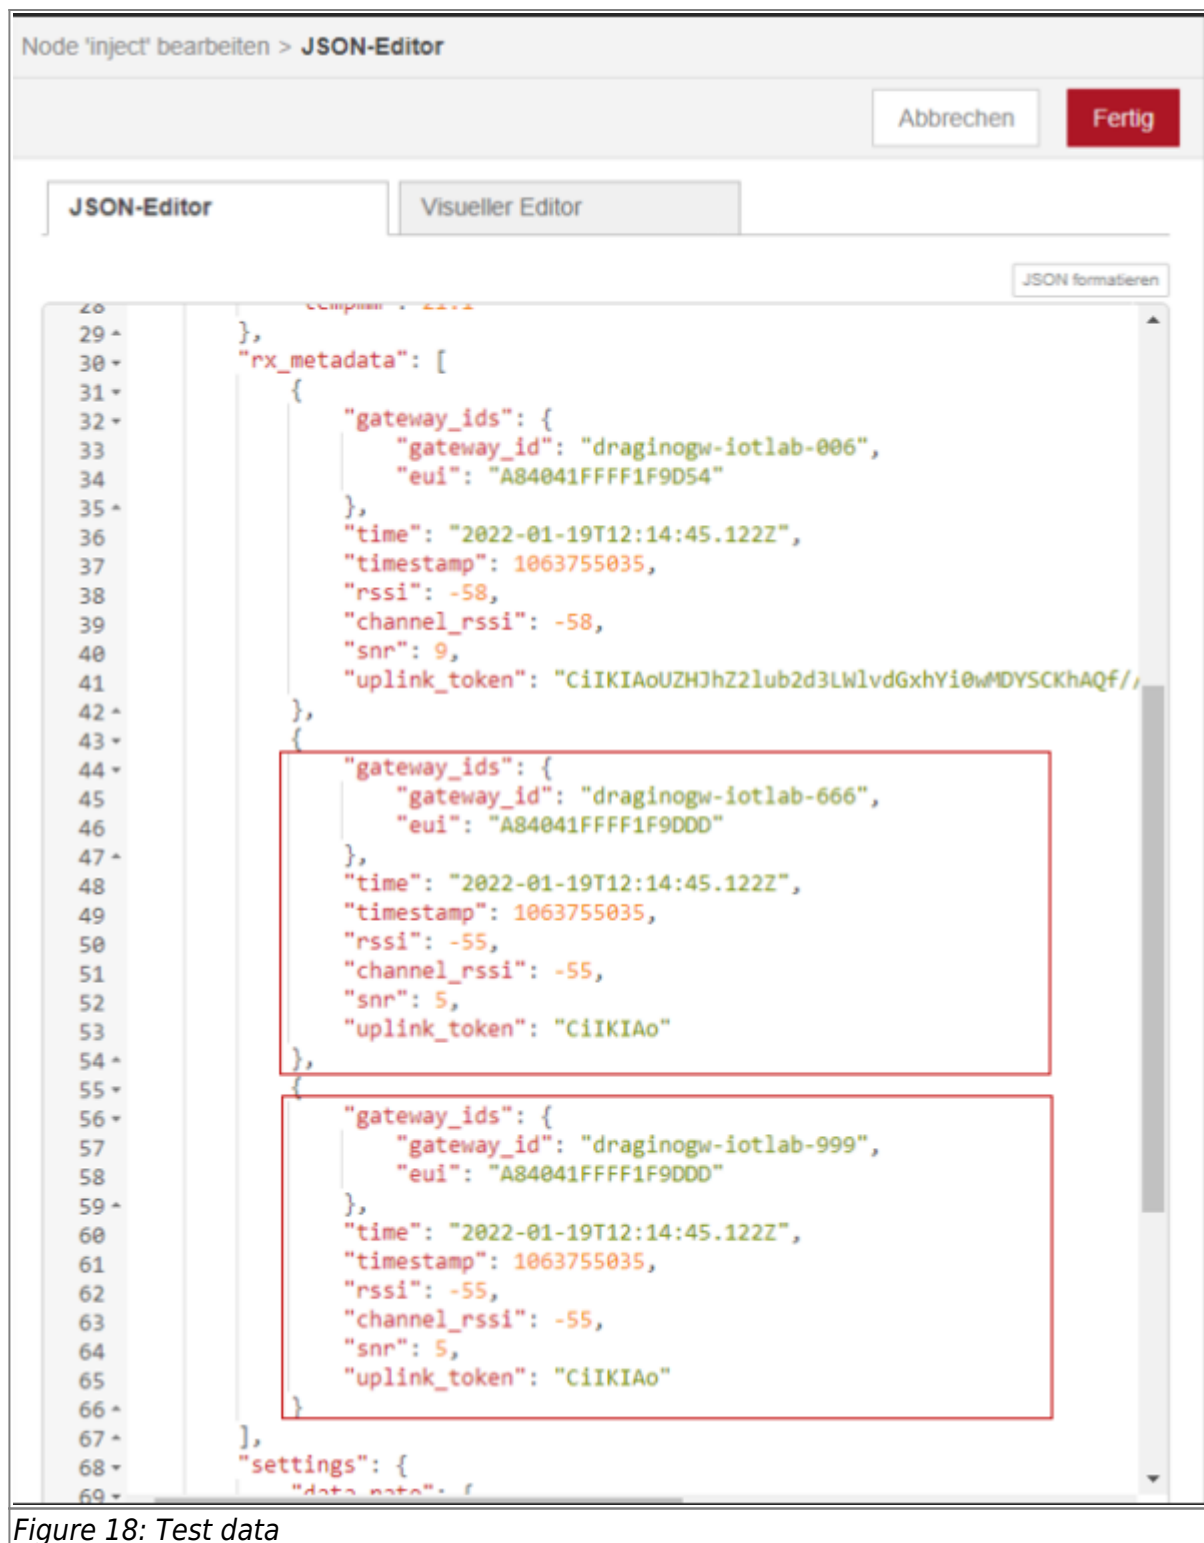 Node 'inject' bearbeiten > JSON-Editor
Abbrechen Fertig
JSON-Editor Visueller Editor
JSON formatieren
28 "tempWW": 21.1
29 },
30 "rx_metadata": [
31 {
32 "gateway_ids": {
33 "gateway_id": "draginogw-iotlab-006",
34 "eui": "A84041FFFF1F9D54"
35 },
36 "time": "2022-01-19T12:14:45.122Z",
37 "timestamp": 1063755035,
38 "rssi": -58,
39 "channel_rssi": -58,
40 "snr": 9,
41 "uplink_token": "CiIKIAoUZHJhZ2lub2d3LWlvdGxhYi0wMDYSCKhAQf//
42 },
43 {
44 "gateway_ids": {
45 "gateway_id": "draginogw-iotlab-666",
46 "eui": "A84041FFFF1F9DDD"
47 },
48 "time": "2022-01-19T12:14:45.122Z",
49 "timestamp": 1063755035,
50 "rssi": -55,
51 "channel_rssi": -55,
52 "snr": 5,
53 "uplink_token": "CiIKIAo"
54 },
55 {
56 "gateway_ids": {
57 "gateway_id": "draginogw-iotlab-999",
58 "eui": "A84041FFFF1F9DDD"
59 },
60 "time": "2022-01-19T12:14:45.122Z",
61 "timestamp": 1063755035,
62 "rssi": -55,
63 "channel_rssi": -55,
64 "snr": 5,
65 "uplink_token": "CiIKIAo"
66 }
67 ],
68 "settings": {
69 "data_rate": {
Figure 18: Test data